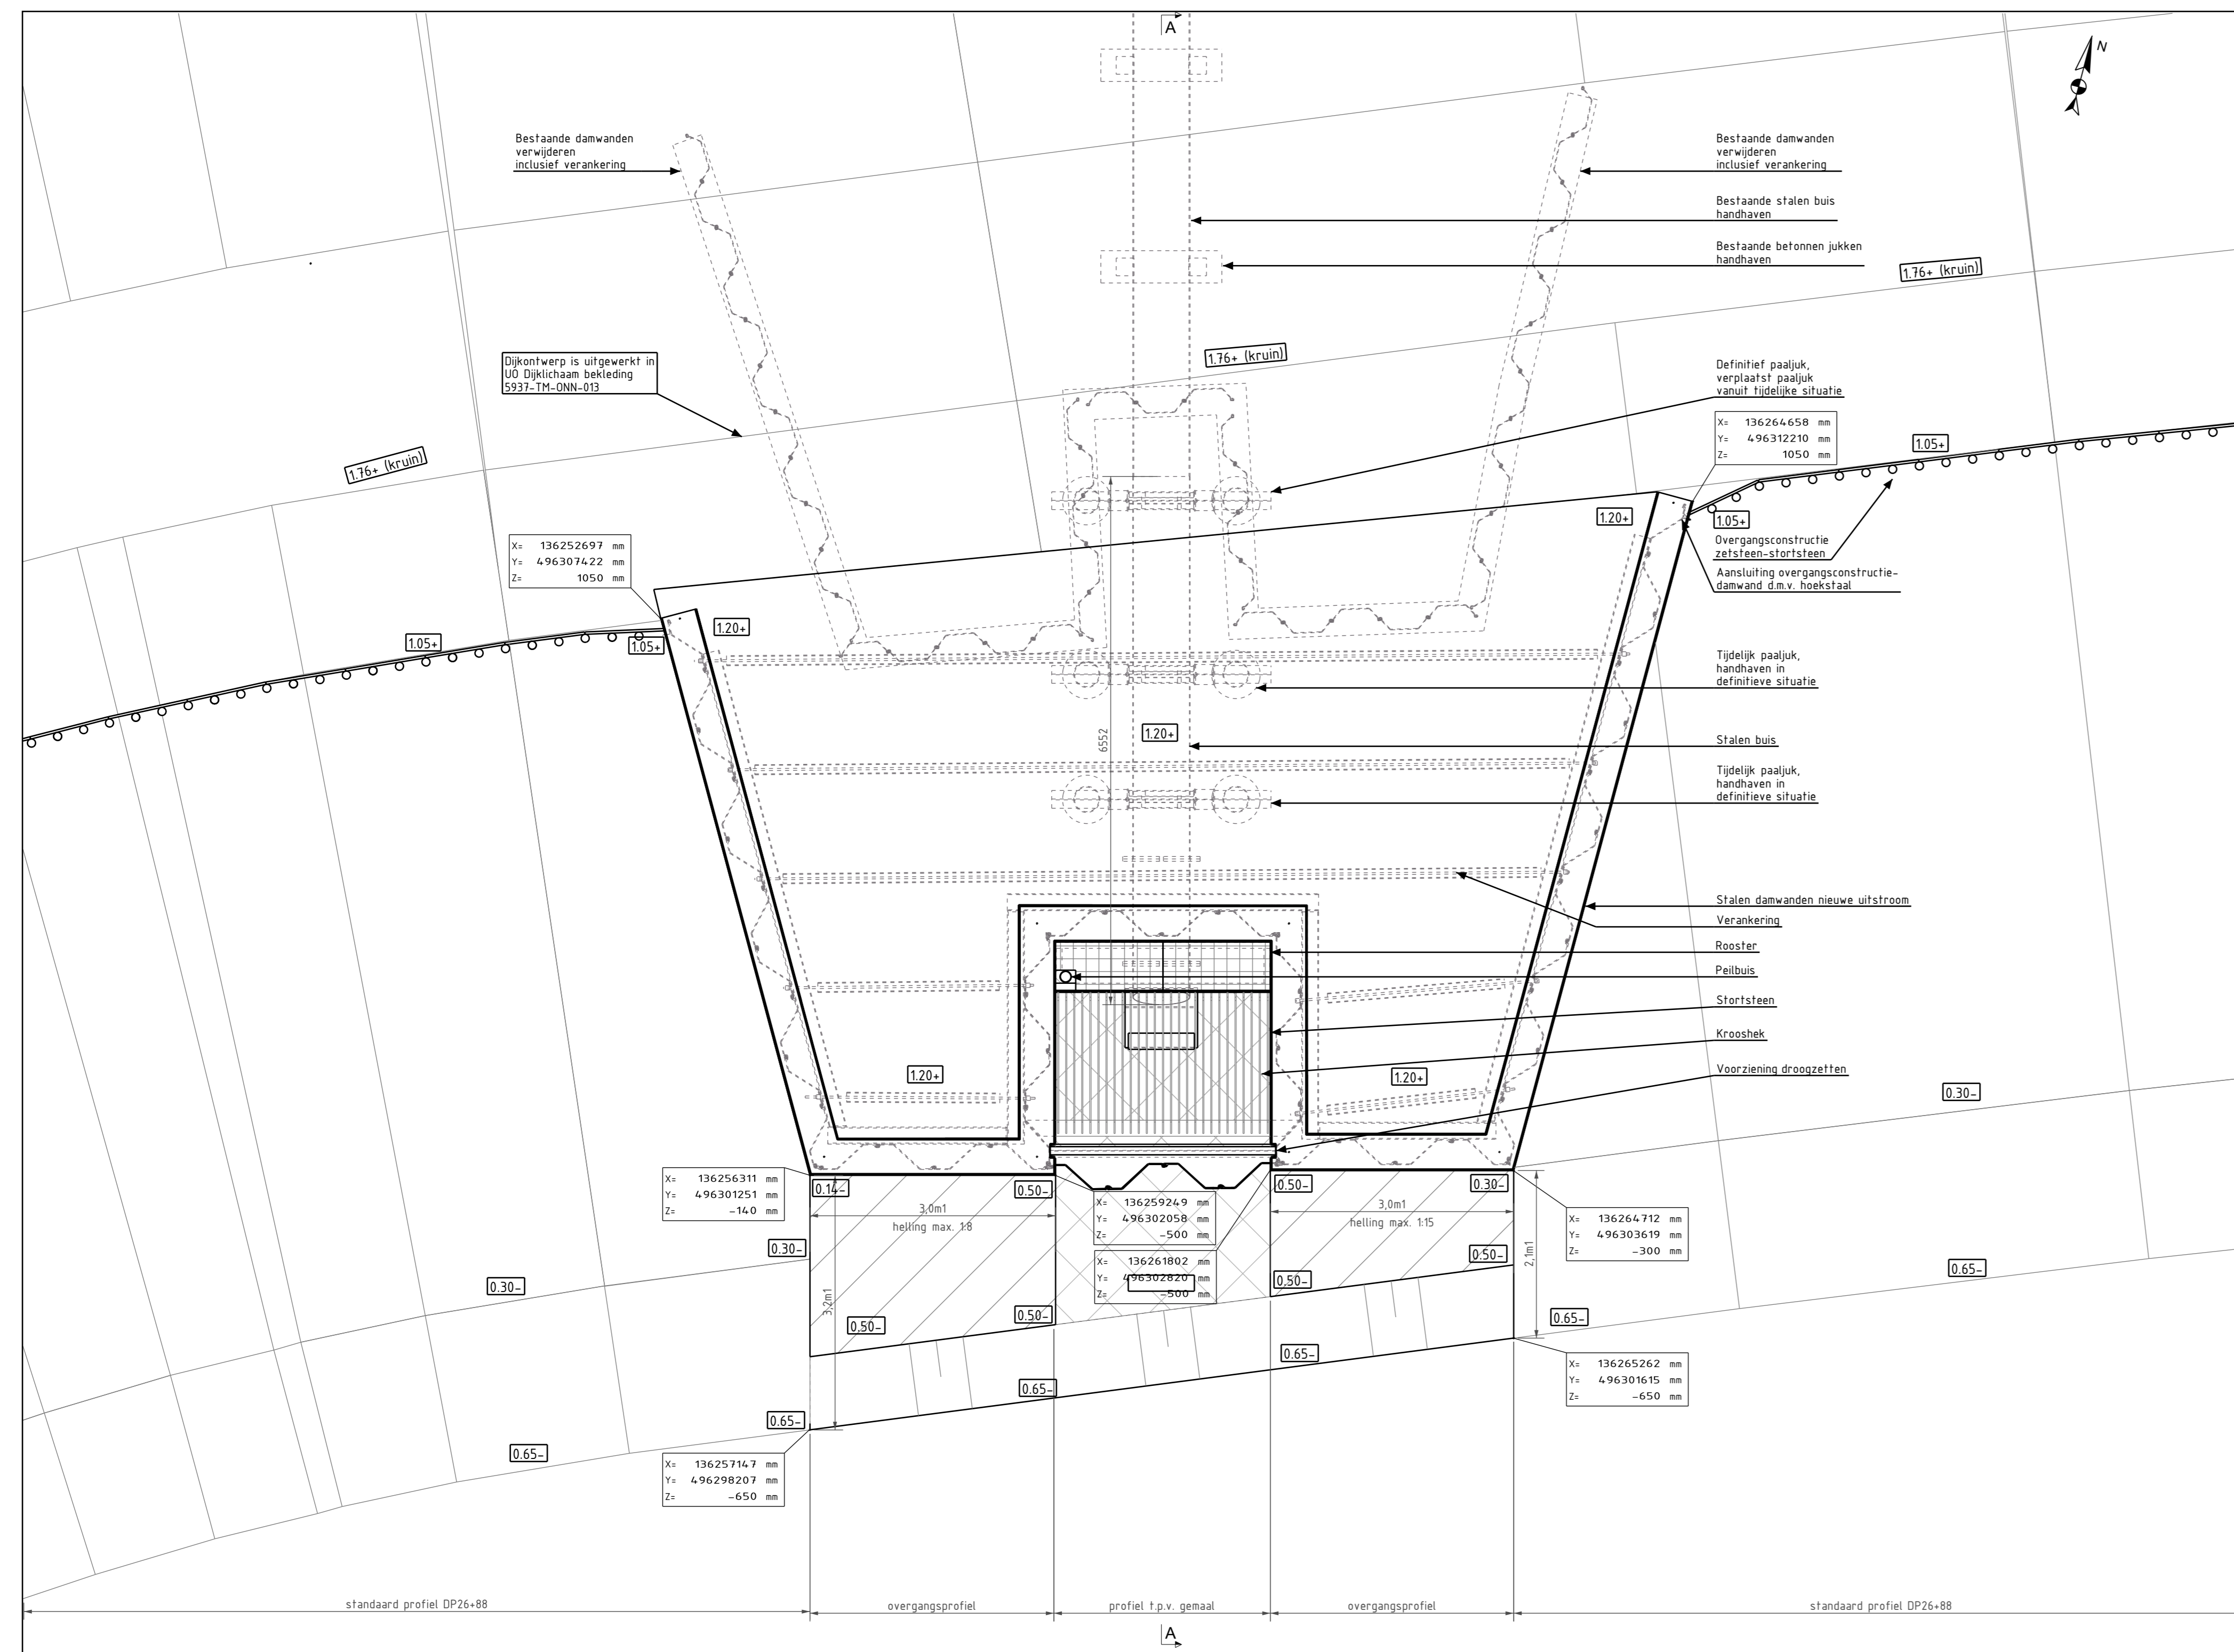 A
N
Bestaande damwanden
verwijderen
inclusief verankering
Bestaande damwanden
verwijderen
inclusief verankering
Bestaande stalen buis
handhaven
Bestaande betonnen jukken
handhaven
1.76+ (kruin)
1.76+ (kruin)
1.76+ (kruin)
Dijkontwerp is uitgewerkt in
UO Dijklichaam bekleding
5937-TM-ONN-013
Definitief paaljuk,
verplaatst paaljuk
vanuit tijdelijke situatie
X= 136264658 mm
Y= 496312210 mm
Z= 1050 mm
1.05+
1.20+
1.05+
Overgangsconstructie
zetsteen-stortsteen
Aansluiting overgangsconstructie-
damwand d.m.v. hoekstaal
X= 136252697 mm
Y= 496307422 mm
Z= 1050 mm
1.05+
1.05+
1.20+
Tijdelijk paaljuk,
handhaven in
definitieve situatie
6552
1.20+
Stalen buis
Tijdelijk paaljuk,
handhaven in
definitieve situatie
Stalen damwanden nieuwe uitstroom
Verankering
Rooster
Peilbuis
Stortsteen
Krooshek
Voorziening droogzetten
1.20+
1.20+
0.30-
X= 136256311 mm
Y= 496301251 mm
Z= -140 mm
0.14-
0.50-
3,0m1
helling max. 1:8
X= 136259249 mm
Y= 496302058 mm
Z= -500 mm
X= 136261802 mm
Y= 496302820 mm
Z= -500 mm
0.50-
0.30-
3,0m1
helling max. 1:15
X= 136264712 mm
Y= 496303619 mm
Z= -300 mm
0.30-
0.30-
3,2m1
0.50-
0.50-
0.50-
0.50-
2,1m1
0.65-
0.65-
0.65-
0.65-
0.65-
0.65-
X= 136265262 mm
Y= 496301615 mm
Z= -650 mm
X= 136257147 mm
Y= 496298207 mm
Z= -650 mm
standaard profiel DP26+88
overgangsprofiel
profiel t.p.v. gemaal
overgangsprofiel
standaard profiel DP26+88
A